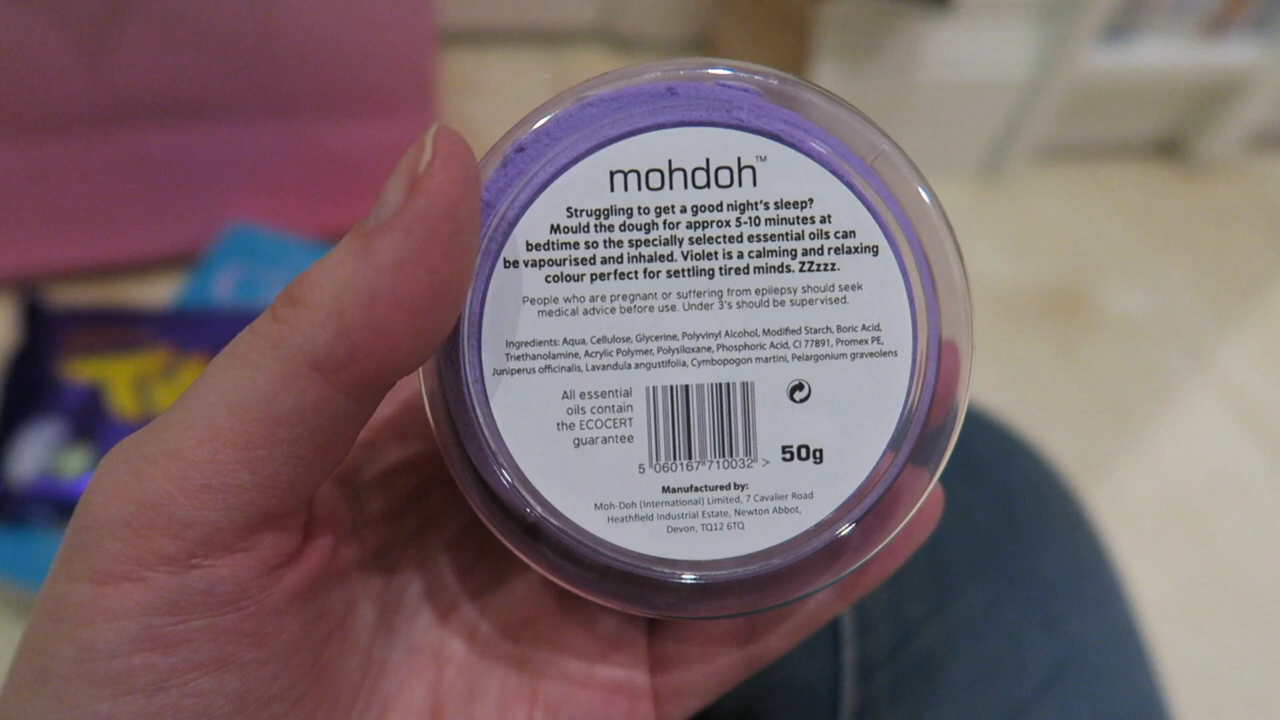 mohdoh™
Struggling to get a good night's sleep?
Mould the dough for approx 5-10 minutes at
bedtime so the specially selected essential oils can
be vapourised and inhaled. Violet is a calming and relaxing
colour perfect for settling tired minds. ZZzzz.
People who are pregnant or suffering from epilepsy should seek
medical advice before use. Under 3's should be supervised.
Ingredients: Aqua, Cellulose, Glycerine, Polyvinyl Alcohol, Modified Starch, Boric Acid,
Triethanolamine, Acrylic Polymer, Polysiloxane, Phosphoric Acid, CI 77891, Promex PE,
Juniperus officinalis, Lavandula angustifolia, Cymbopogon martini, Pelargonium graveolens
All essential
oils contain
the ECOCERT
guarantee
5 060167 710032 >
50g
Manufactured by:
Moh-Doh (International) Limited, 7 Cavalier Road
Heathfield Industrial Estate, Newton Abbot,
Devon, TQ12 6TQ